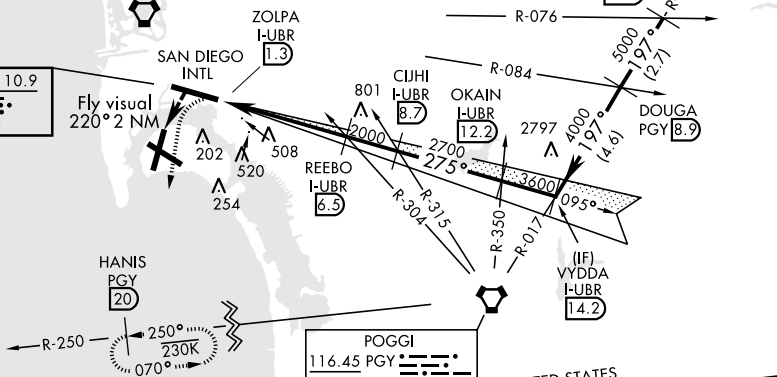 R-076
R-
ZOLPA
I-UBR
1.3
5000
197°
(2.7)
SAN DIEGO
INTL
10.9
R-084
CIJHI
I-UBR
8.7
801
OKAIN
I-UBR
12.2
DOUGA
PGY 8.9
Fly visual
220° 2 NM
2797
4000
197°
(4.6)
2000
2700
275°
3600
095°
202
508
520
254
REEBO
I-UBR
6.5
R-304
R-315
R-350
R-017
(IF)
VYDDA
I-UBR
14.2
HANIS
PGY
20
R-250
250°
230K
070°
POGGI
116.45 PGY
ED STATES